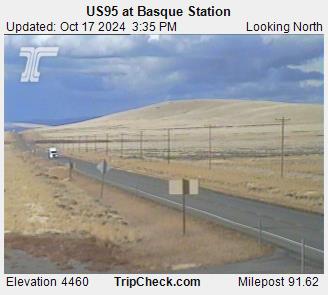 US95 at Basque Station
Updated: Oct 17 2024 3:35 PM Looking North
Elevation 4460 TripCheck.com Milepost 91.62